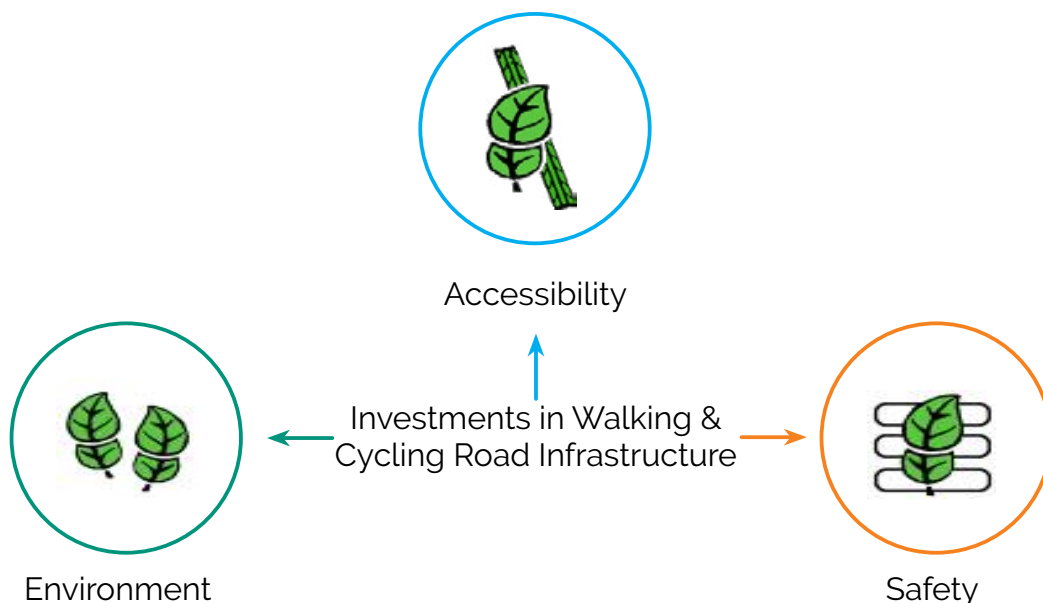 Accessibility
Investments in Walking &
Cycling Road Infrastructure
Environment
Safety